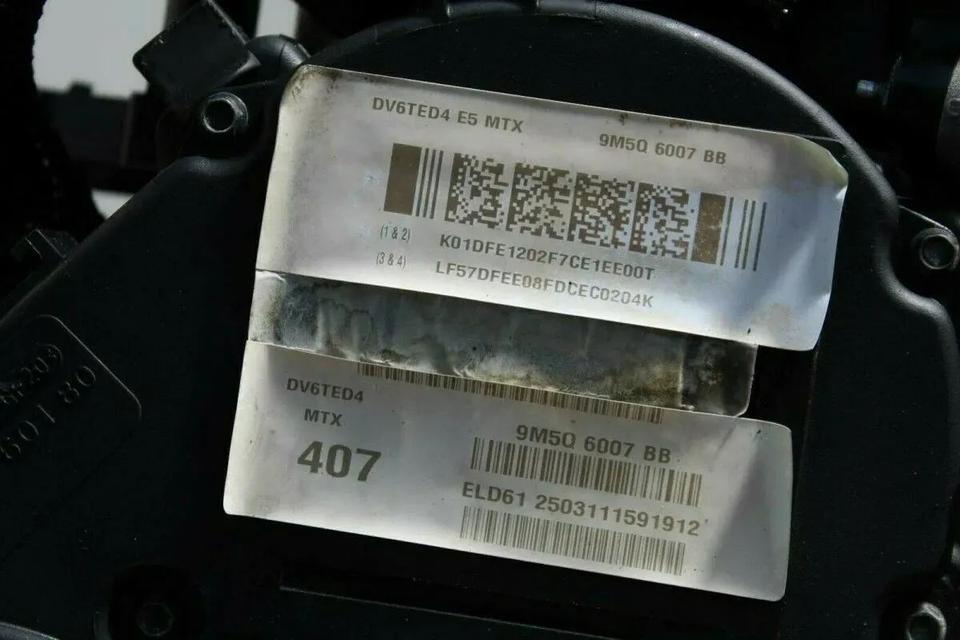 DV6TED4 E5 MTX
9M5Q 6007 BB
(1 & 2) K01DFE1202F7CE1EE00T
(3 & 4) LF57DFEE08FDCEC0204K
DV6TED4
MTX
407
9M5Q 6007 BB
ELD61 2503111591912